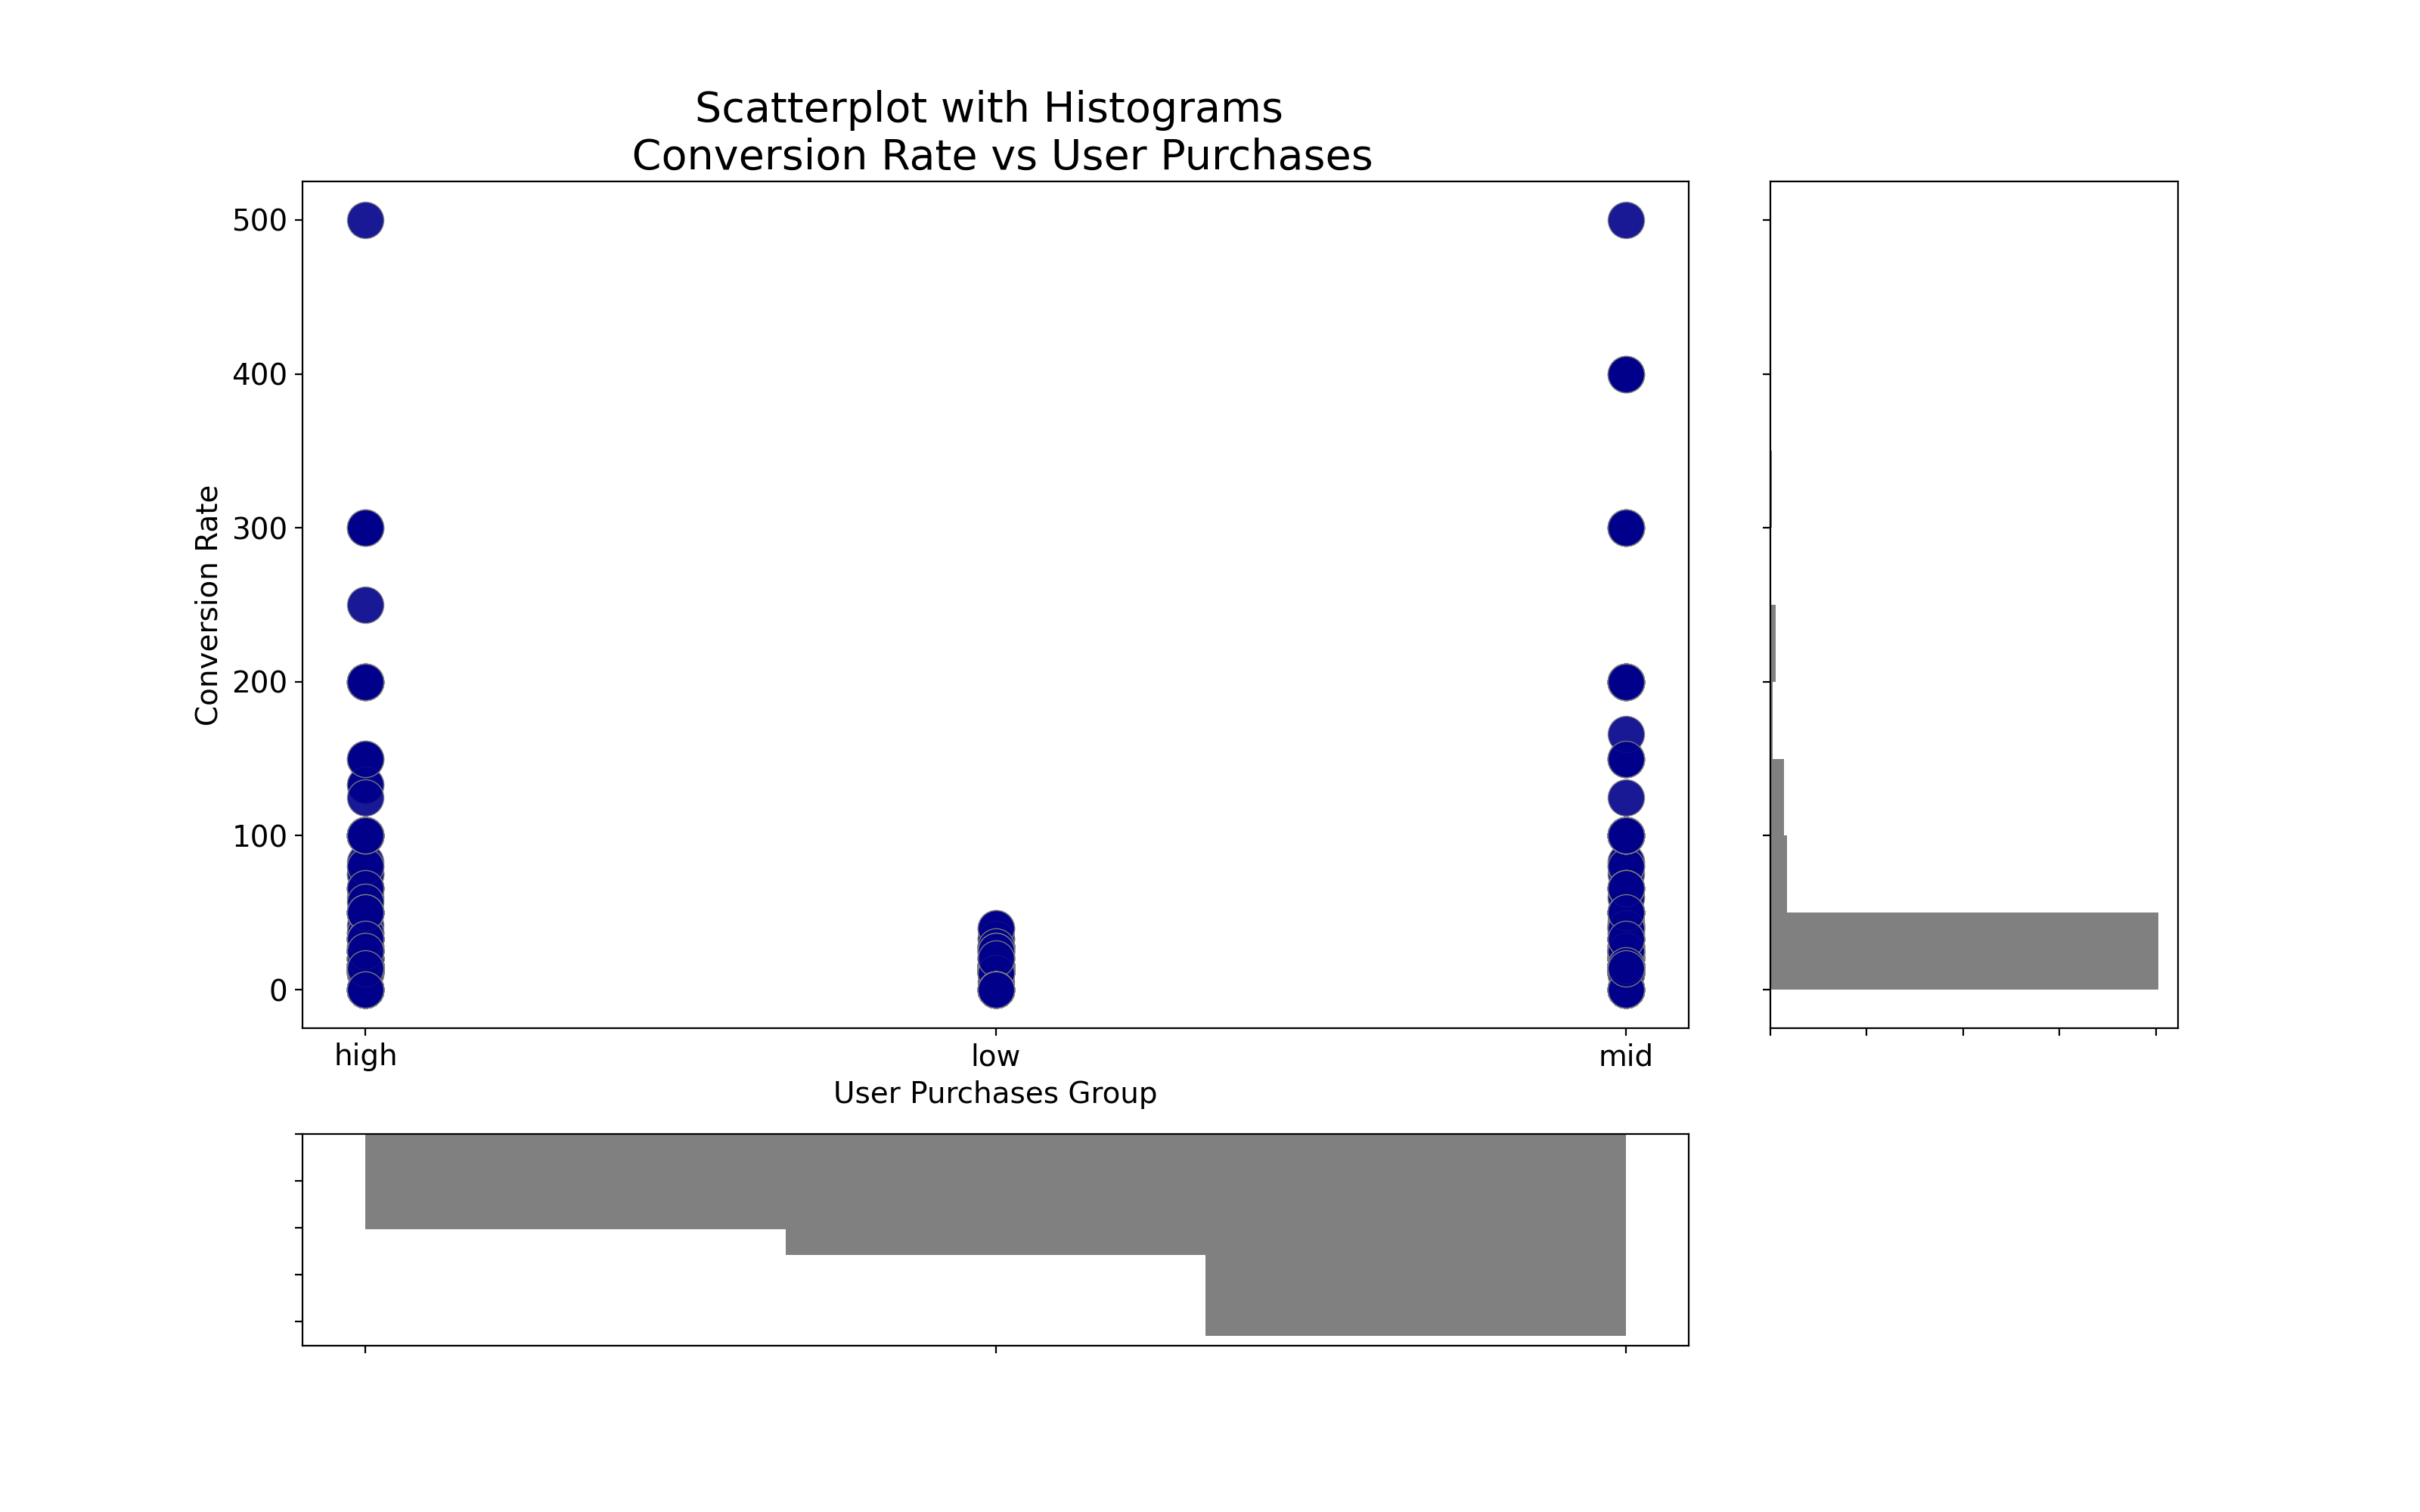 Scatterplot with Histograms
Conversion Rate vs User Purchases
500
400
300
200
100
0
Conversion Rate
high low mid
User Purchases Group